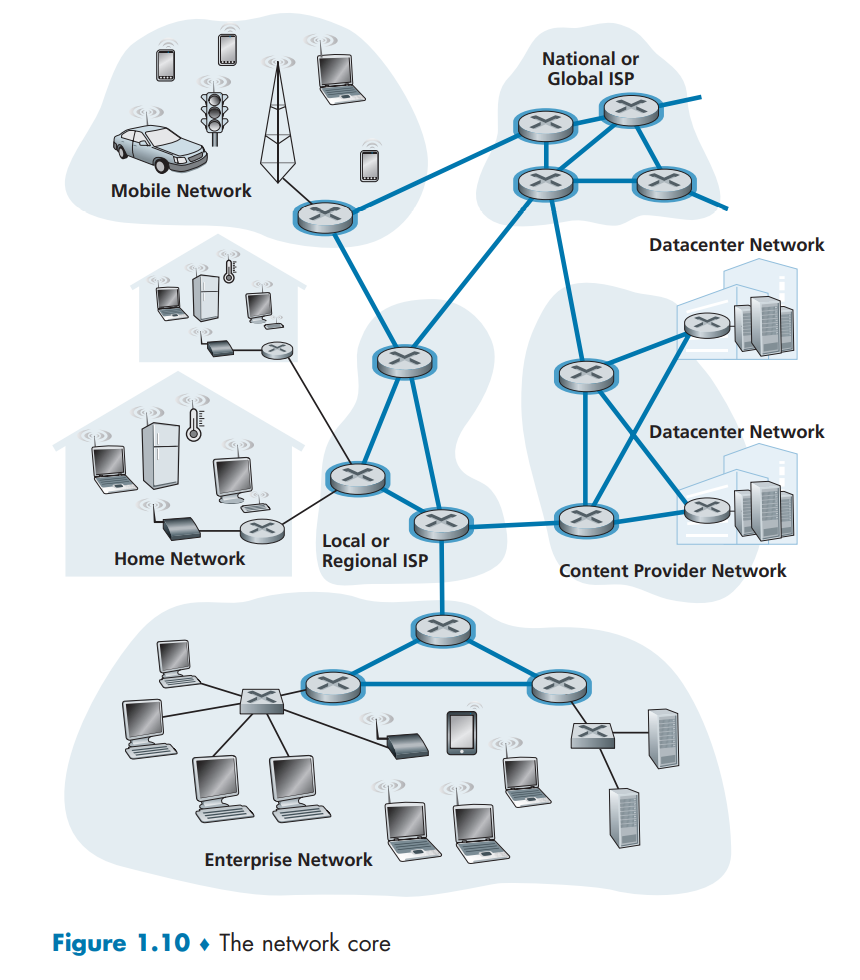 National or
Global ISP
Mobile Network
Datacenter Network
Datacenter Network
Home Network
Local or
Regional ISP
Content Provider Network
Enterprise Network
Figure 1.10 ♦ The network core